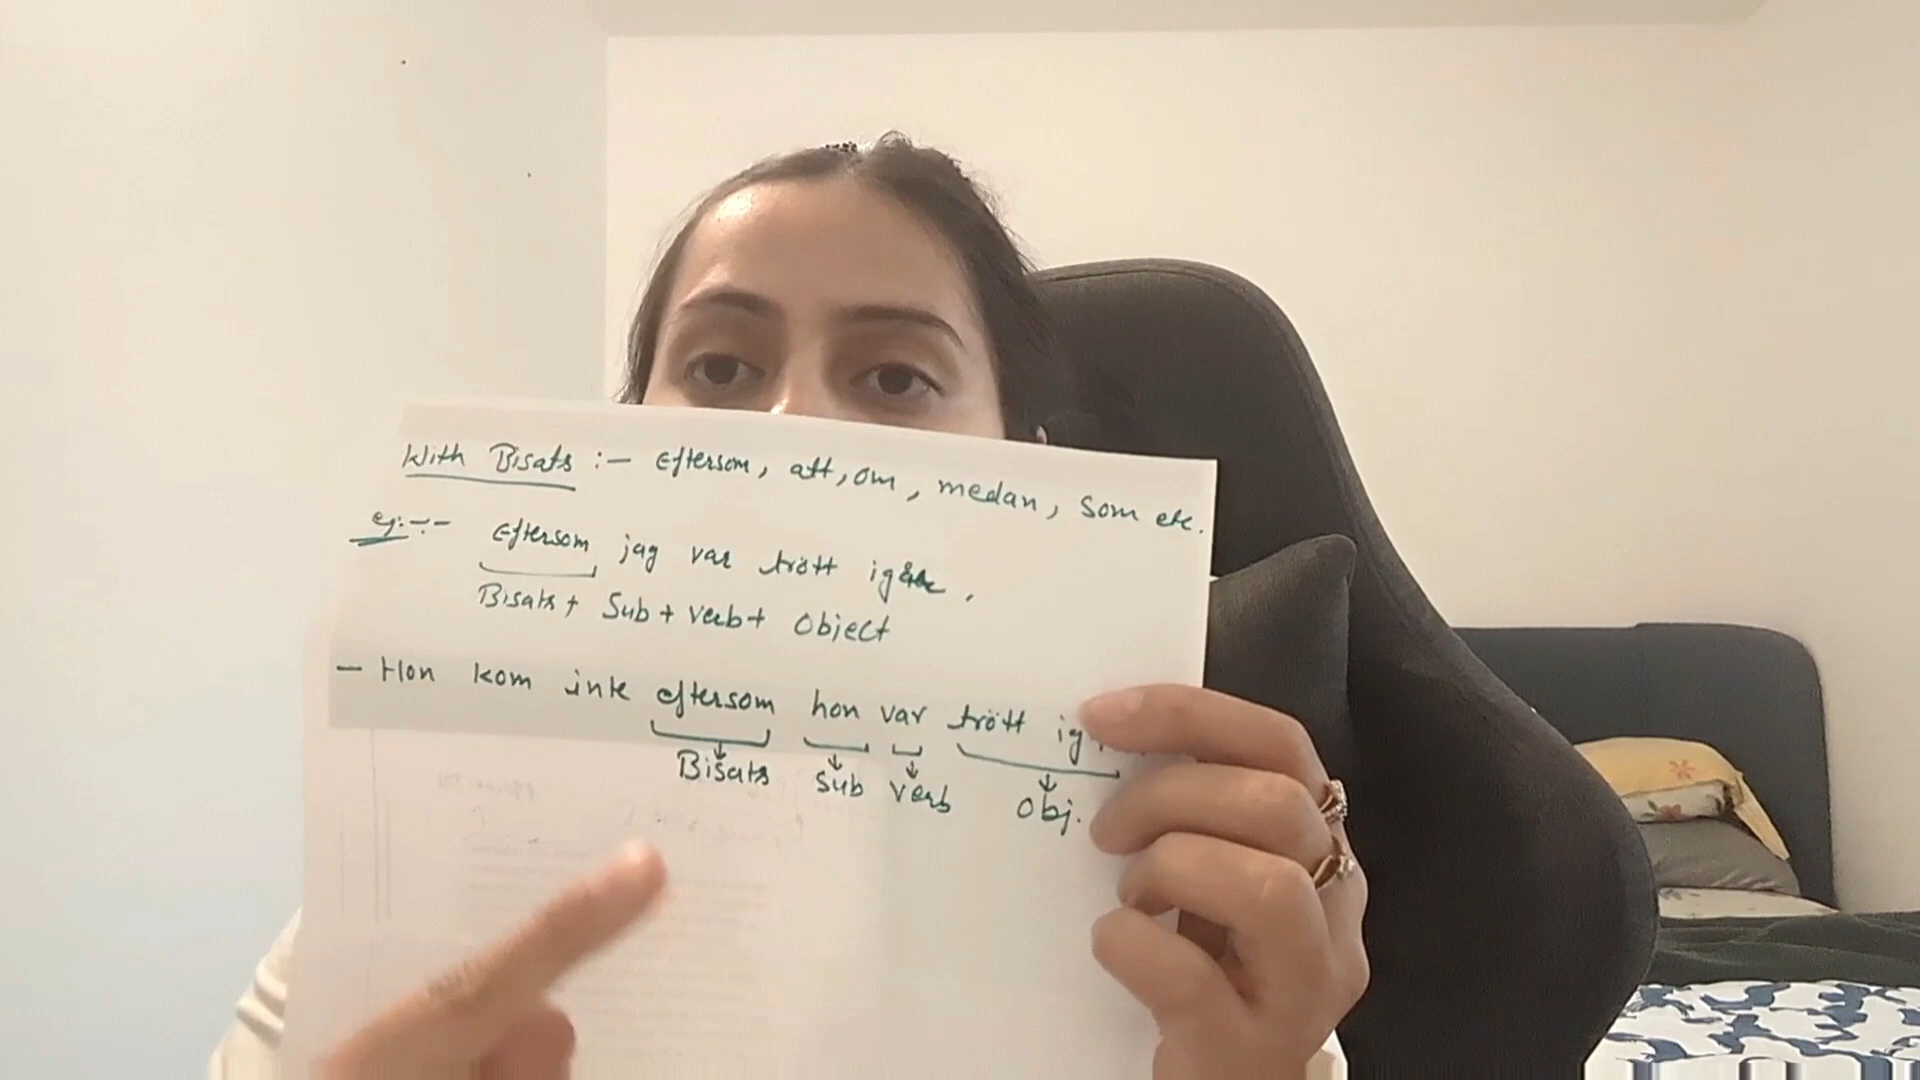 With Bisats :- Eftersom, att, om, medan, som etc.
eg:-- Eftersom jag var trött igår.
Bisats + Sub + Verb + Object
- Hon kom inte eftersom hon var trött ig
Bisats Sub Verb Obj.